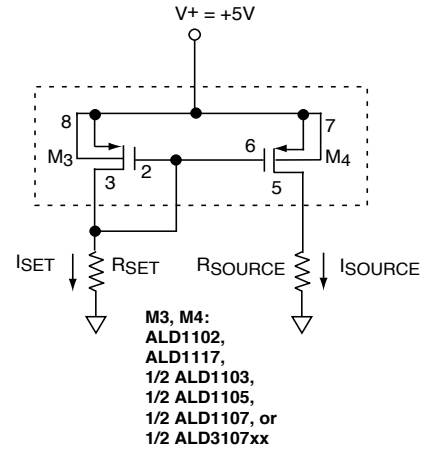 V+ = +5V
8
7
M3
3
2
6
5
M4
ISET
RSET
RSOURCE
ISOURCE
M3, M4:
ALD1102,
ALD1117,
1/2 ALD1103,
1/2 ALD1105,
1/2 ALD1107, or
1/2 ALD3107xx